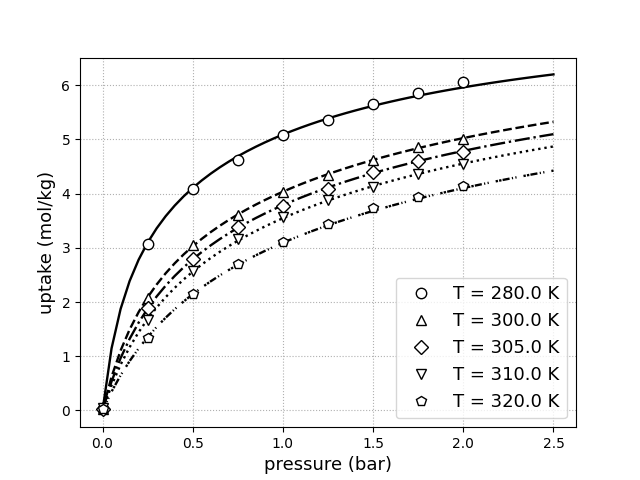 6
5
4
3
2
1
0
uptake (mol/kg)
T = 280.0 K
T = 300.0 K
T = 305.0 K
T = 310.0 K
T = 320.0 K
0.0 0.5 1.0 1.5 2.0 2.5
pressure (bar)